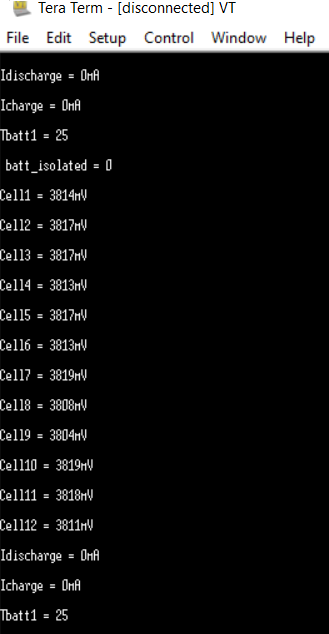 Tera Term - [disconnected] VT
File Edit Setup Control Window Help
Idischarge = 0mA
Icharge = 0mA
Tbatt1 = 25
batt_isolated = 0
Cell1 = 3814mV
Cell2 = 3817mV
Cell3 = 3817mV
Cell4 = 3813mV
Cell5 = 3817mV
Cell6 = 3813mV
Cell7 = 3819mV
Cell8 = 3808mV
Cell9 = 3804mV
Cell10 = 3819mV
Cell11 = 3818mV
Cell12 = 3811mV
Idischarge = 0mA
Icharge = 0mA
Tbatt1 = 25